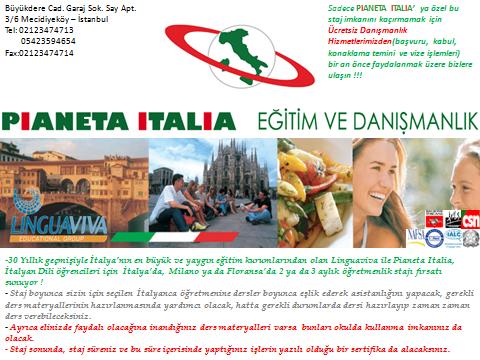 Büyükdere Cad. Garaj Sok. Say Apt.
3/6 Mecidiyeköy – İstanbul
Tel: 02123474713
05423594654
Fax:02123474714
Sadece PIANETA ITALIA' ya özel bu
staj imkanını kaçırmamak için
Ücretsiz Danışmanlık
Hizmetlerimizden(başvuru, kabul,
konaklama temini ve vize işlemleri)
bir an önce faydalanmak üzere bizlere
ulaşın !!!
PIANETA ITALIA EĞİTİM VE DANIŞMANLIK
LINGUAVIVA
EDUCATIONAL GROUP
IALC
csn
-30 Yıllık geçmişiyle İtalya'nın en büyük ve yaygın eğitim kurumlarından olan Linguaviva ile Pianeta Italia,
İtalyan Dili öğrencileri için İtalya'da, Milano ya da Floransa'da 2 ya da 3 aylık öğretmenlik stajı fırsatı
sunuyor !
- Staj boyunca sizin için seçilen İtalyanca öğretmenine dersler boyunca eşlik ederek asistanlığını yapacak, gerekli
ders materyallerinin hazırlanmasında yardımcı olacak, hatta gerekli durumlarda dersi hazırlayıp zaman zaman
ders verebileceksiniz.
- Ayrıca elinizde faydalı olacağına inandığınız ders materyalleri varsa bunları okulda kullanma imkanınız da
olacak.
- Staj sonunda, staj süreniz ve bu süre içerisinde yaptığınız işlerin yazılı olduğu bir sertifika da alacaksınız.